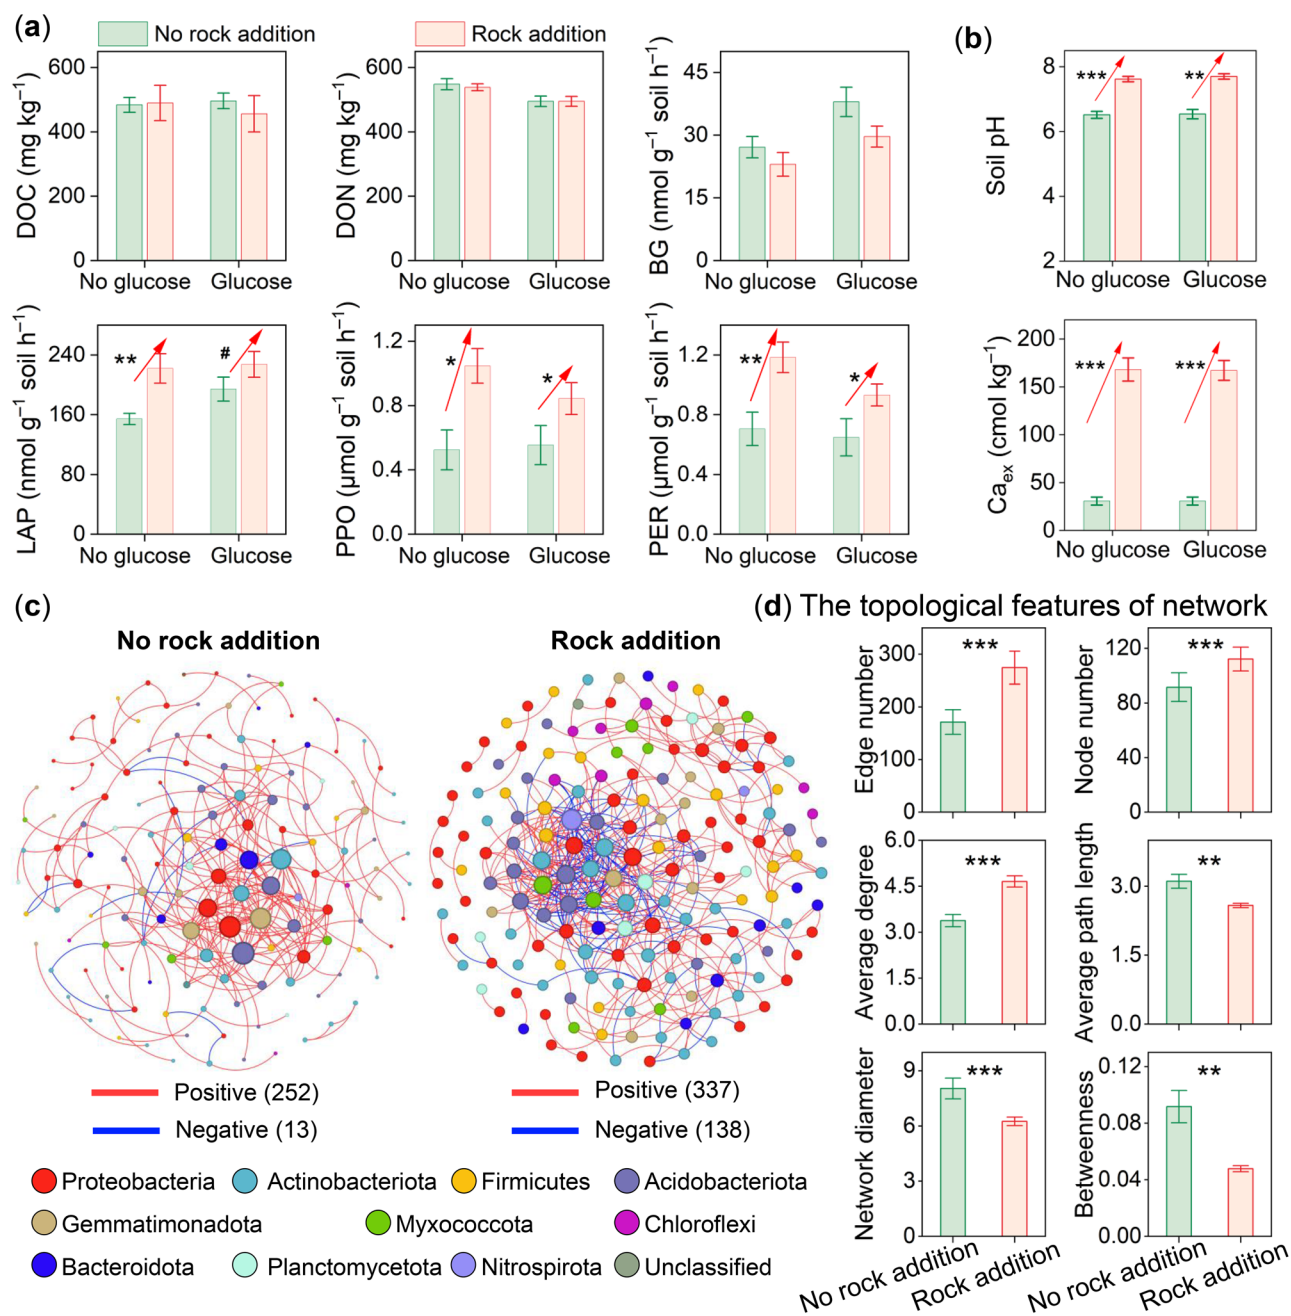 (a)
No rock addition
Rock addition
(b)
DOC (mg kg⁻¹)
600
400
200
0
No glucose
Glucose
DON (mg kg⁻¹)
600
400
200
0
No glucose
Glucose
BG (nmol g⁻¹ soil h⁻¹)
45
30
15
0
No glucose
Glucose
Soil pH
8
6
4
2
***
**
No glucose
Glucose
LAP (nmol g⁻¹ soil h⁻¹)
240
160
80
0
**
#
No glucose
Glucose
PPO (μmol g⁻¹ soil h⁻¹)
1.2
0.8
0.4
0.0
*
*
No glucose
Glucose
PER (μmol g⁻¹ soil h⁻¹)
1.2
0.8
0.4
0.0
**
*
No glucose
Glucose
Caex (cmol kg⁻¹)
200
150
100
50
0
***
***
No glucose
Glucose
(c)
No rock addition
Rock addition
Positive (252)
Negative (13)
Positive (337)
Negative (138)
Proteobacteria
Actinobacteriota
Firmicutes
Acidobacteriota
Gemmatimonadota
Myxococcota
Chloroflexi
Bacteroidota
Planctomycetota
Nitrospirota
Unclassified
(d) The topological features of network
Edge number
300
200
100
0
***
Node number
120
80
40
0
***
Average degree
6.0
4.5
3.0
1.5
0.0
***
Average path length
3.0
1.5
0.0
**
Network diameter
9
6
3
0
***
No rock addition
Rock addition
Betweenness
0.12
0.08
0.04
0.00
**
No rock addition
Rock addition